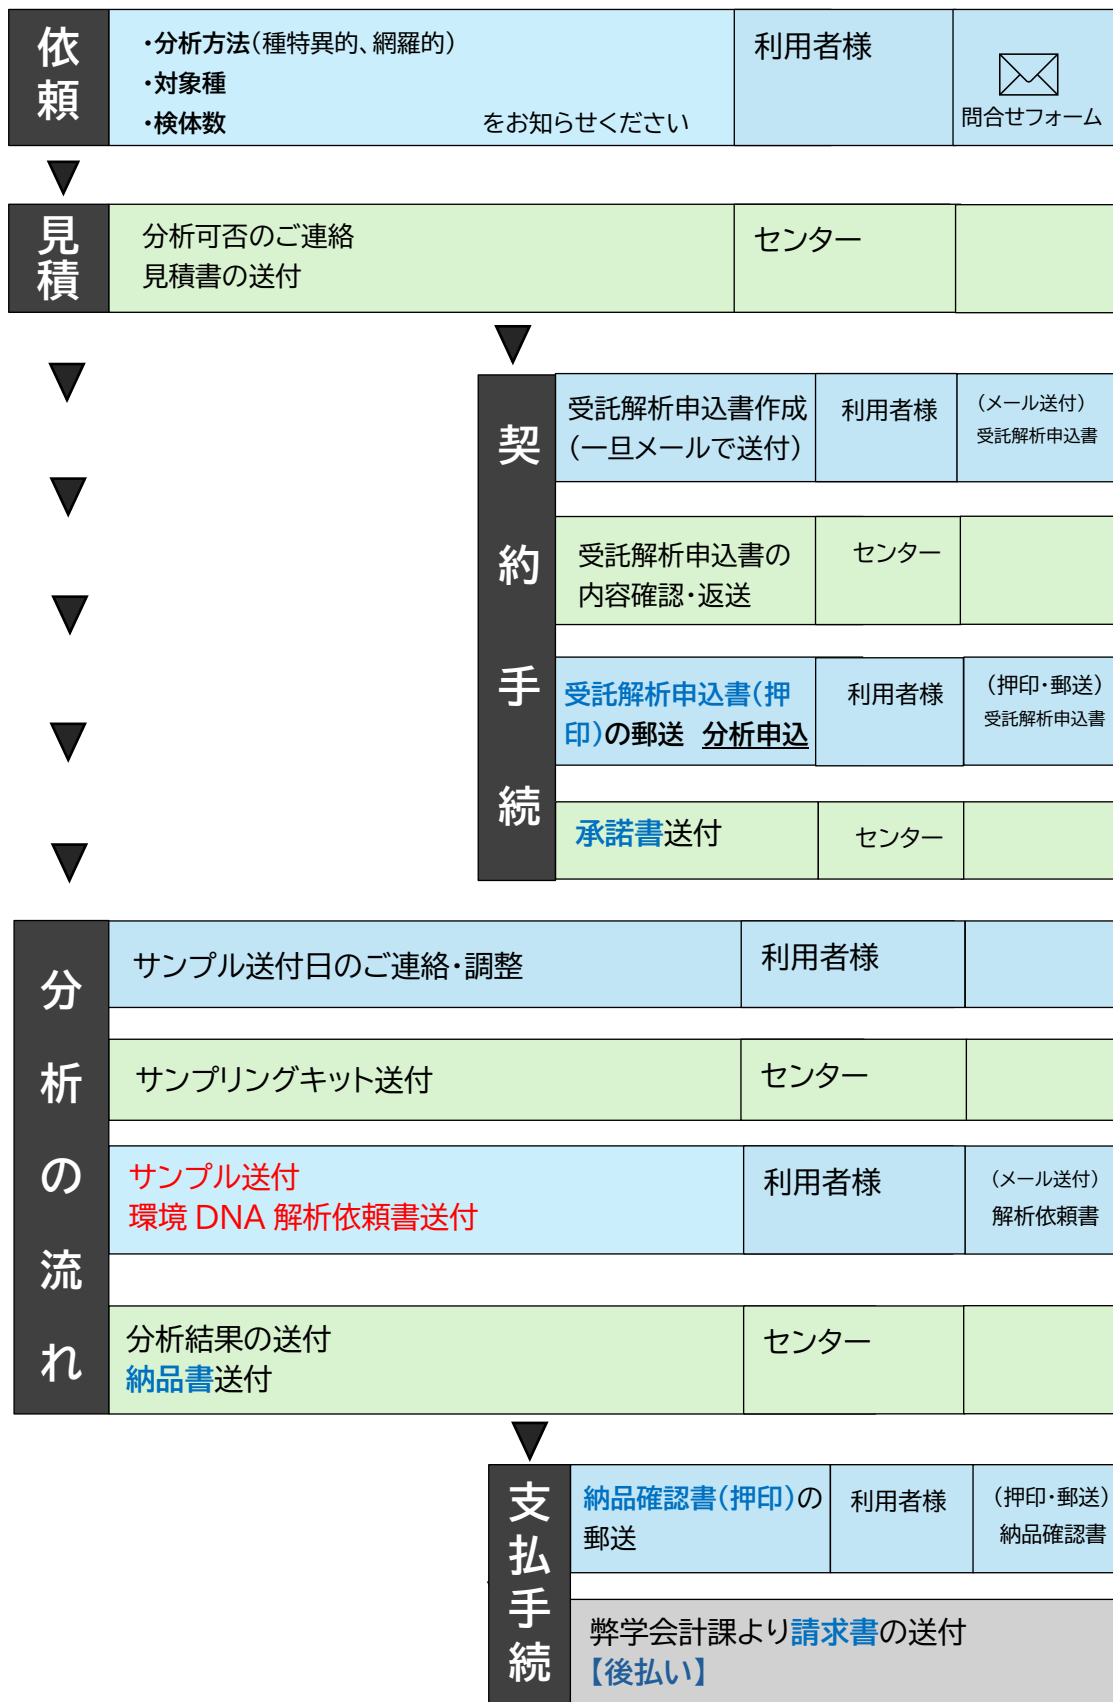 依頼
・分析方法(種特異的、網羅的)
・対象種
・検体数 をお知らせください
利用者様
問合せフォーム
見積
分析可否のご連絡
見積書の送付
センター
契約手続
受託解析申込書作成
(一旦メールで送付)
利用者様
(メール送付)
受託解析申込書
受託解析申込書の
内容確認・返送
センター
受託解析申込書(押
印)の郵送 分析申込
利用者様
(押印・郵送)
受託解析申込書
承諾書送付
センター
分析の流れ
サンプル送付日のご連絡・調整
利用者様
サンプリングキット送付
センター
サンプル送付
環境 DNA 解析依頼書送付
利用者様
(メール送付)
解析依頼書
分析結果の送付
納品書送付
センター
支払手続
納品確認書(押印)の
郵送
利用者様
(押印・郵送)
納品確認書
弊学会計課より請求書の送付
【後払い】